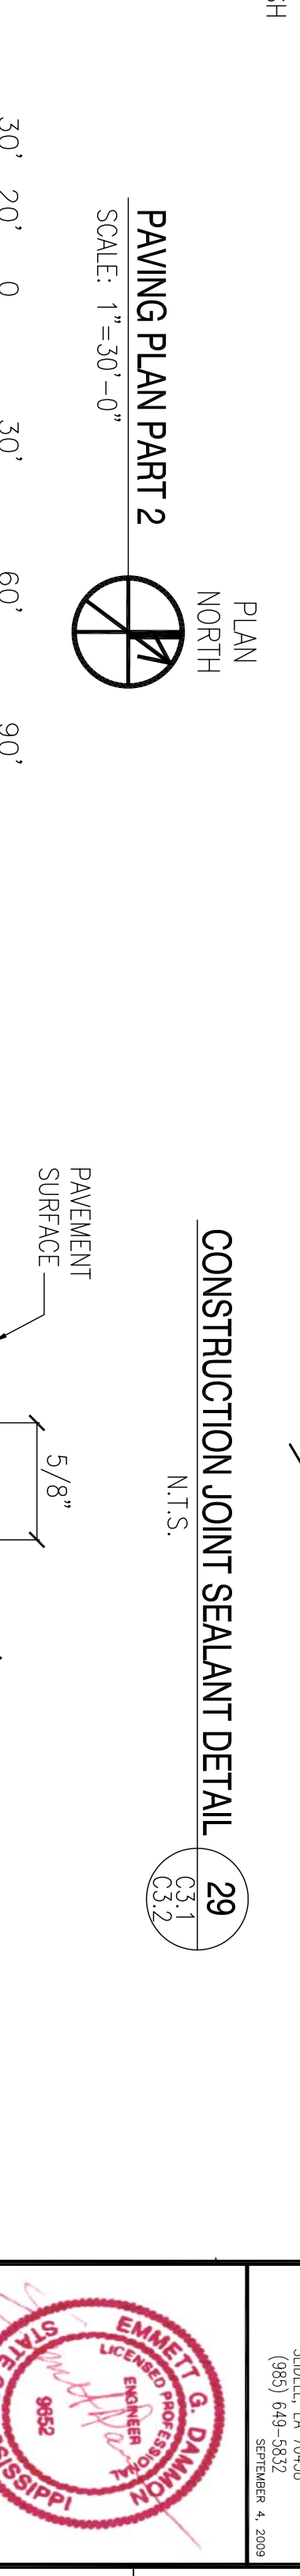 PLAN
NORTH
PAVING PLAN PART 2
SCALE: 1"=30'-0"
30' 20' 0 30' 60' 90'
CONSTRUCTION JOINT SEALANT DETAIL
N.T.S.
29
C3.1
C3.2
PAVEMENT
SURFACE
5/8"
(985) 649-5832
SEPTEMBER 4, 2009
EMMETT G. DAMMON
LICENSED PROFESSIONAL
ENGINEER
9652
STATE